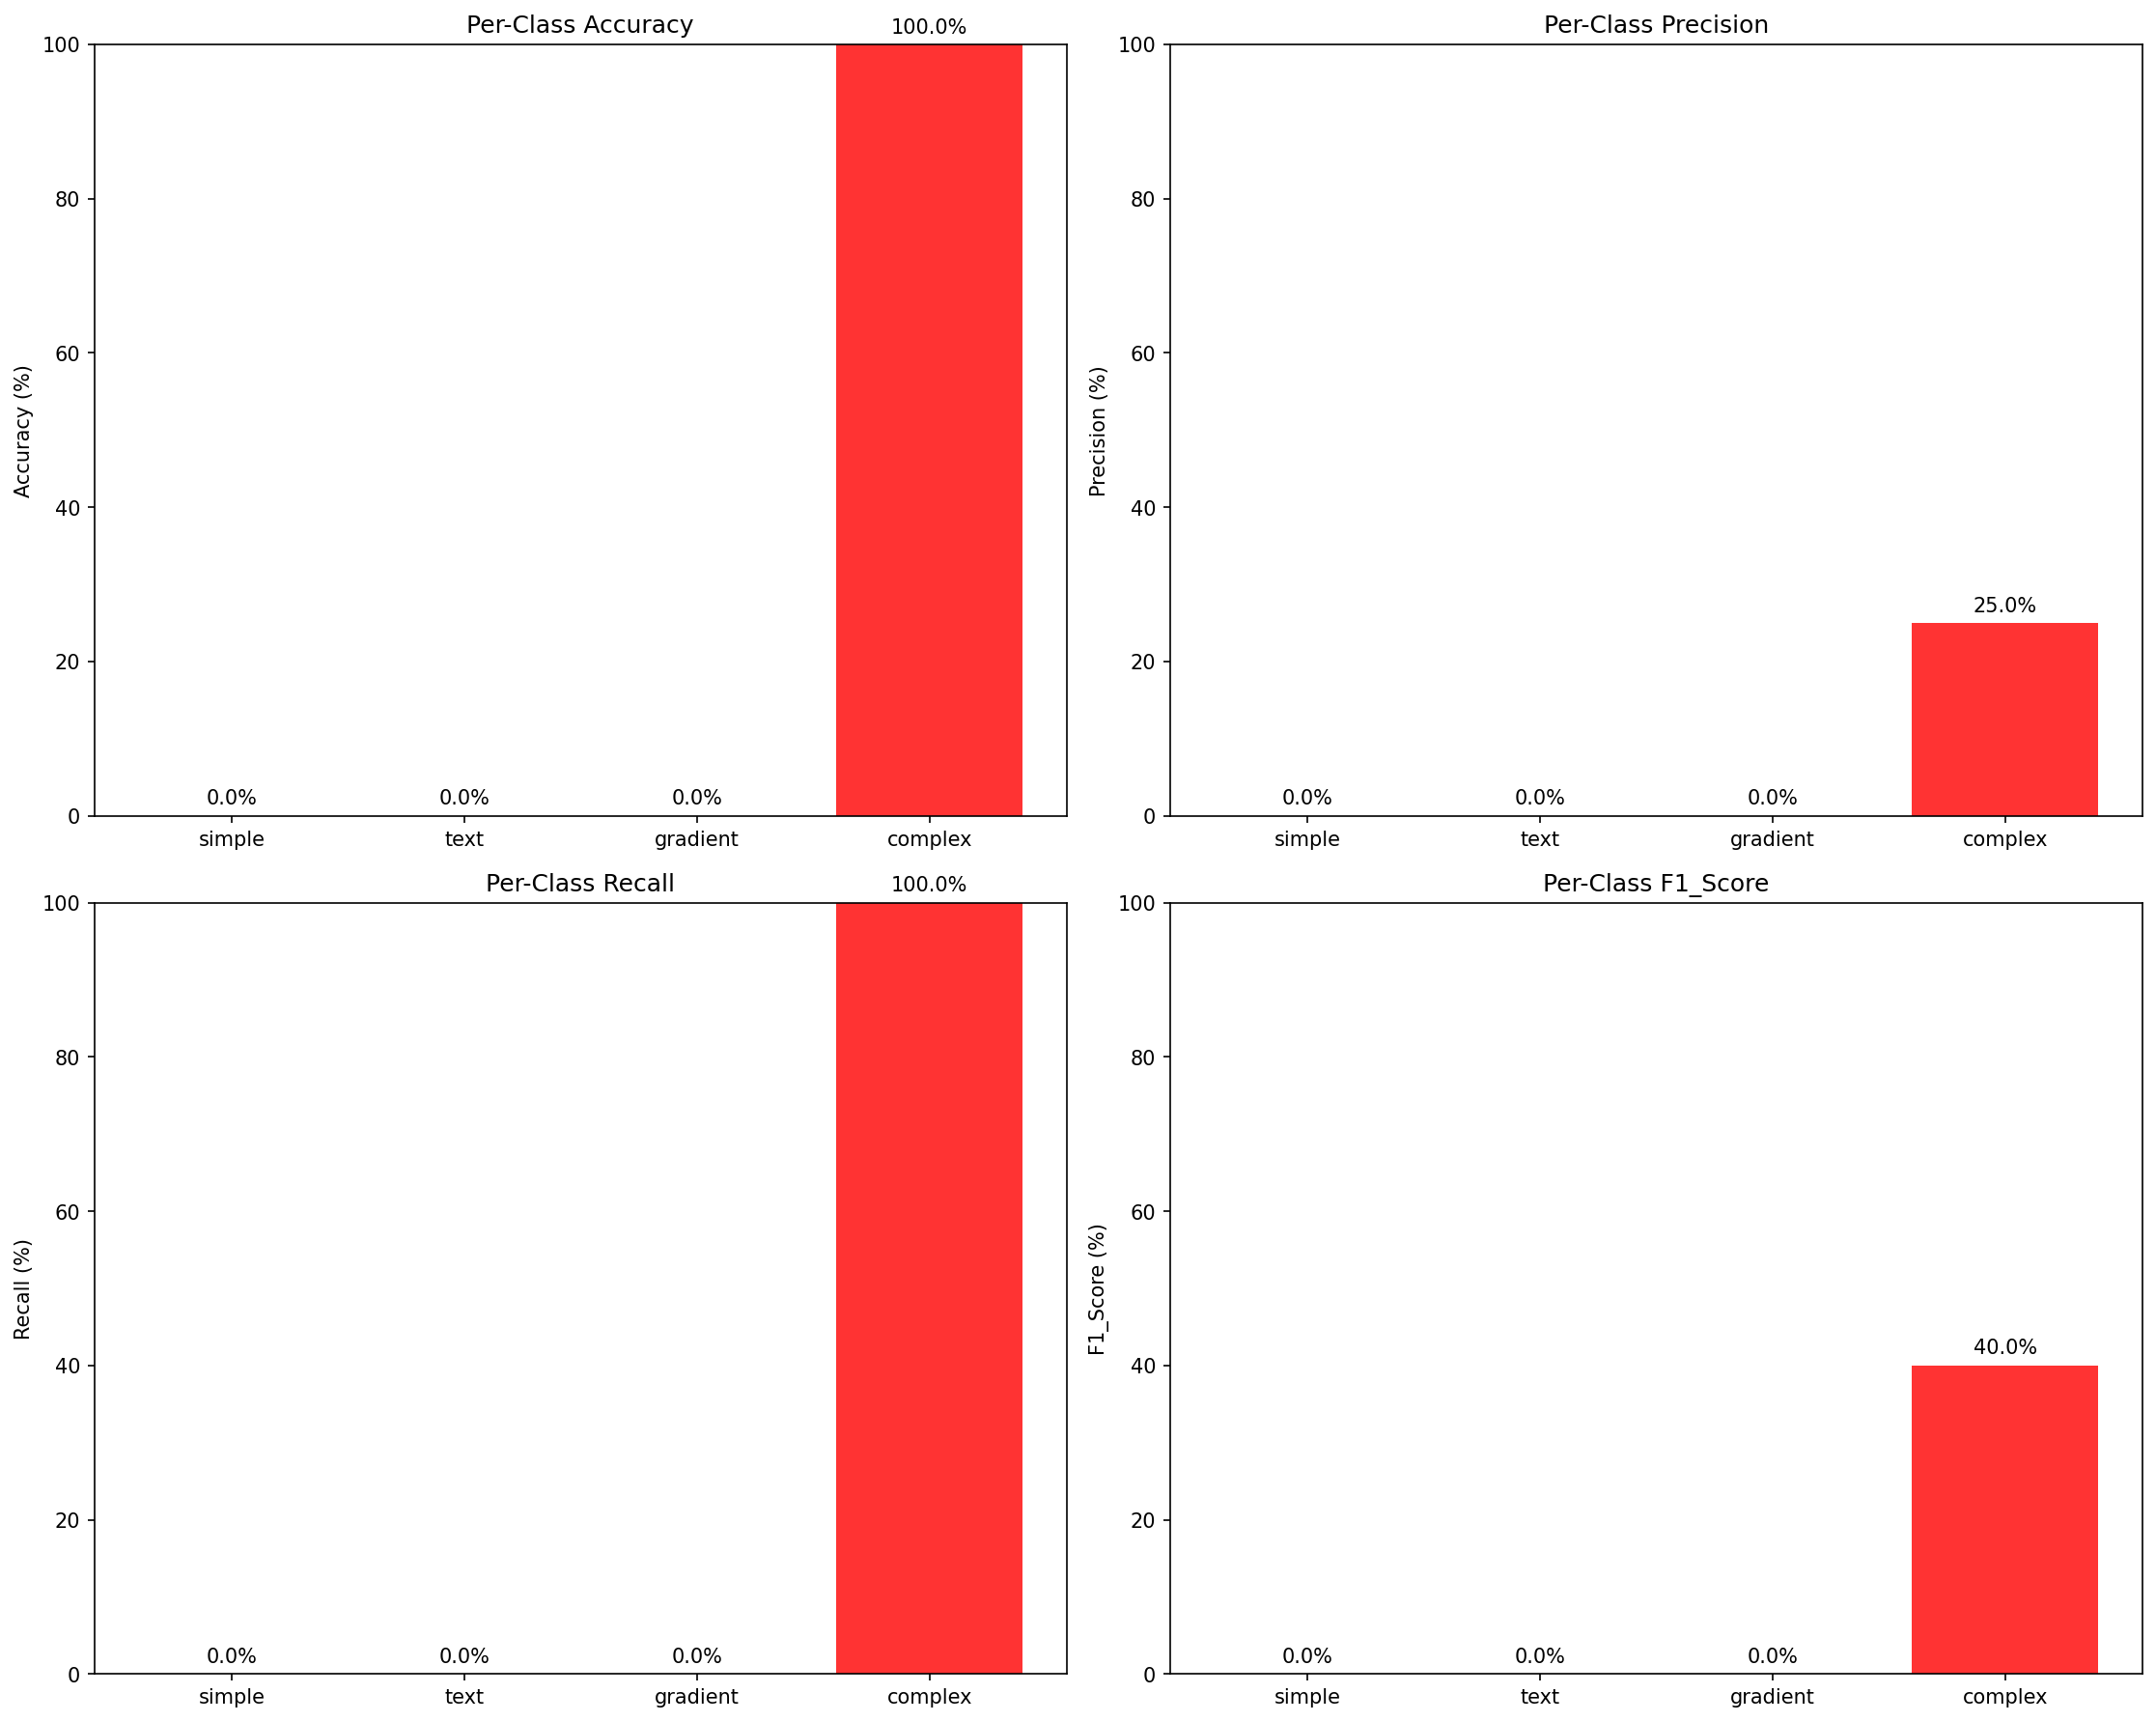 Per-Class Accuracy
100.0%
100
80
60
40
20
0
Accuracy (%)
0.0%
0.0%
0.0%
simple
text
gradient
complex
Per-Class Precision
100
80
60
40
20
0
Precision (%)
25.0%
0.0%
0.0%
0.0%
simple
text
gradient
complex
Per-Class Recall
100.0%
100
80
60
40
20
0
Recall (%)
0.0%
0.0%
0.0%
simple
text
gradient
complex
Per-Class F1_Score
100
80
60
40
20
0
F1_Score (%)
40.0%
0.0%
0.0%
0.0%
simple
text
gradient
complex